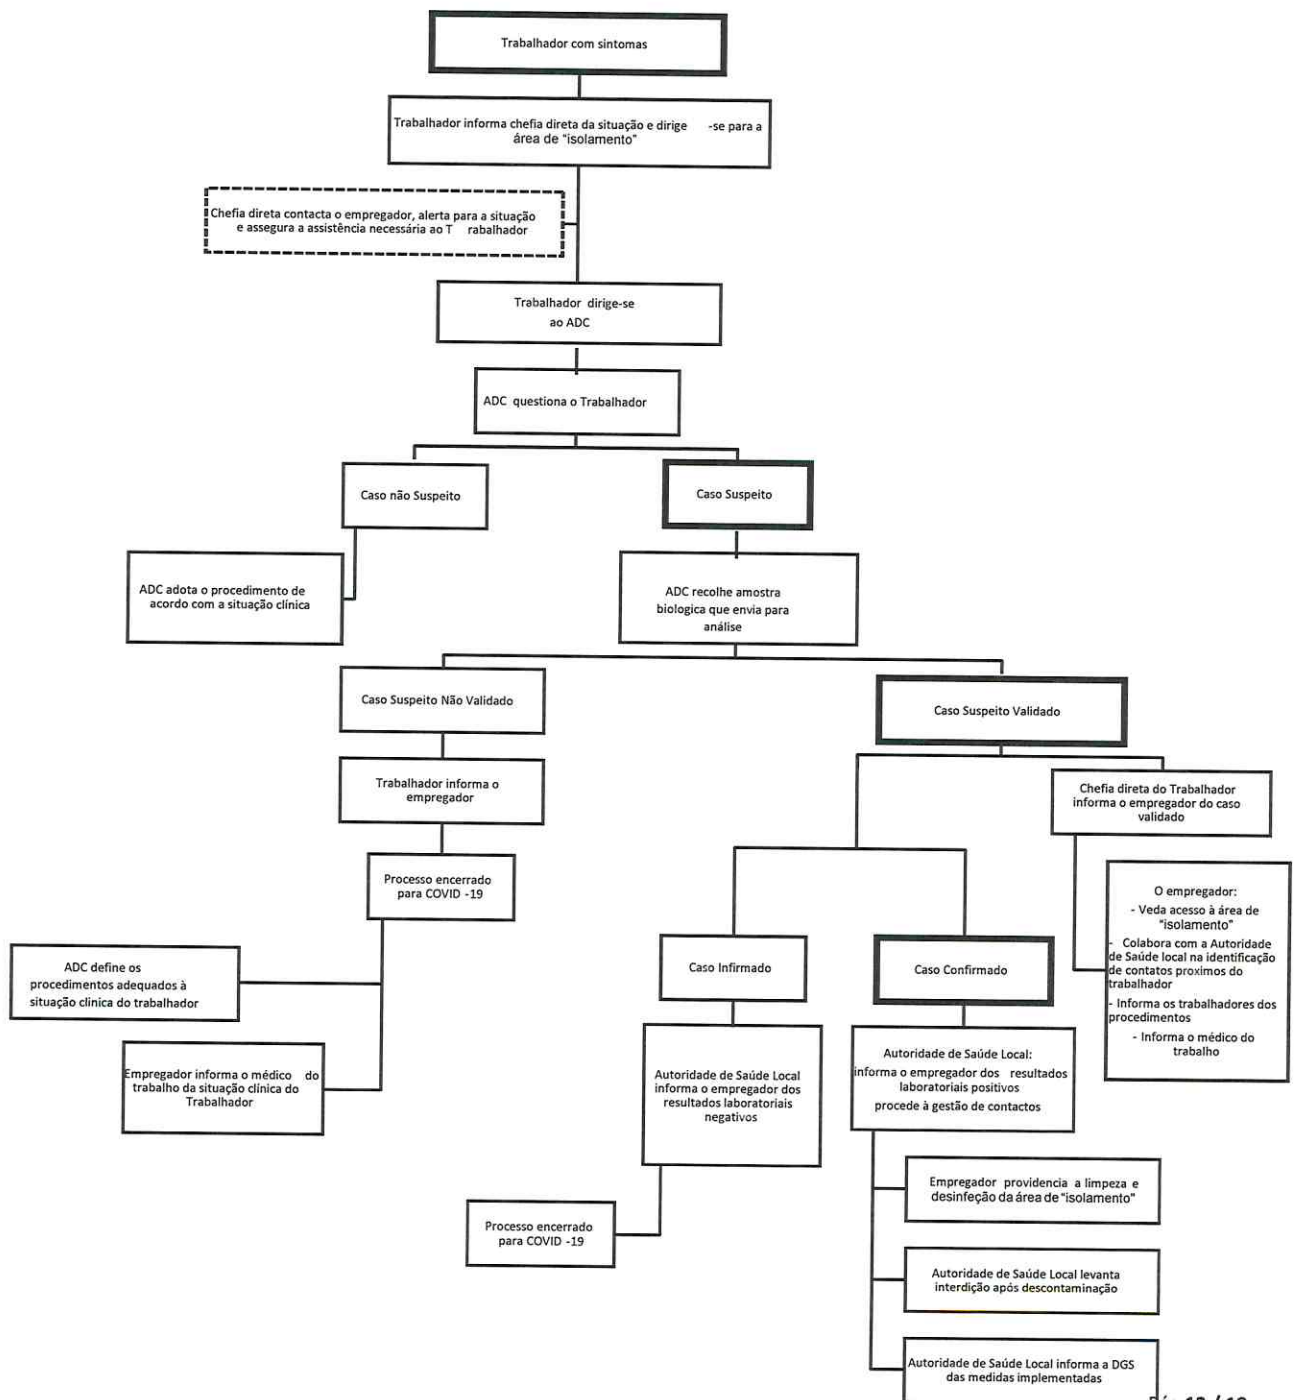 Trabalhador com sintomas
Trabalhador informa chefia direta da situação e dirige -se para a
área de "isolamento"
Chefia direta contacta o empregador, alerta para a situação
e assegura a assistência necessária ao T rabalhador
Trabalhador dirige-se
ao ADC
ADC questiona o Trabalhador
Caso não Suspeito
Caso Suspeito
ADC adota o procedimento de
acordo com a situação clínica
ADC recolhe amostra
biologica que envia para
análise
Caso Suspeito Não Validado
Caso Suspeito Validado
Trabalhador informa o
empregador
Chefia direta do Trabalhador
informa o empregador do caso
validado
Processo encerrado
para COVID -19
O empregador:
- Veda acesso à área de
"isolamento"
- Colabora com a Autoridade
de Saúde local na identificação
de contatos proximos do
trabalhador
- Informa os trabalhadores dos
procedimentos
- Informa o médico do
trabalho
ADC define os
procedimentos adequados à
situação clinica do trabalhador
Caso Infirmado
Caso Confirmado
Empregador informa o médico do
trabalho da situação clínica do
Trabalhador
Autoridade de Saúde Local
informa o empregador dos
resultados laboratoriais
negativos
Autoridade de Saúde Local:
informa o empregador dos resultados
laboratoriais positivos
procede à gestão de contactos
Processo encerrado
para COVID -19
Empregador providencia a limpeza e
desinfeção da área de "isolamento"
Autoridade de Saúde Local levanta
interdição após descontaminação
Autoridade de Saúde Local informa a DGS
das medidas implementadas